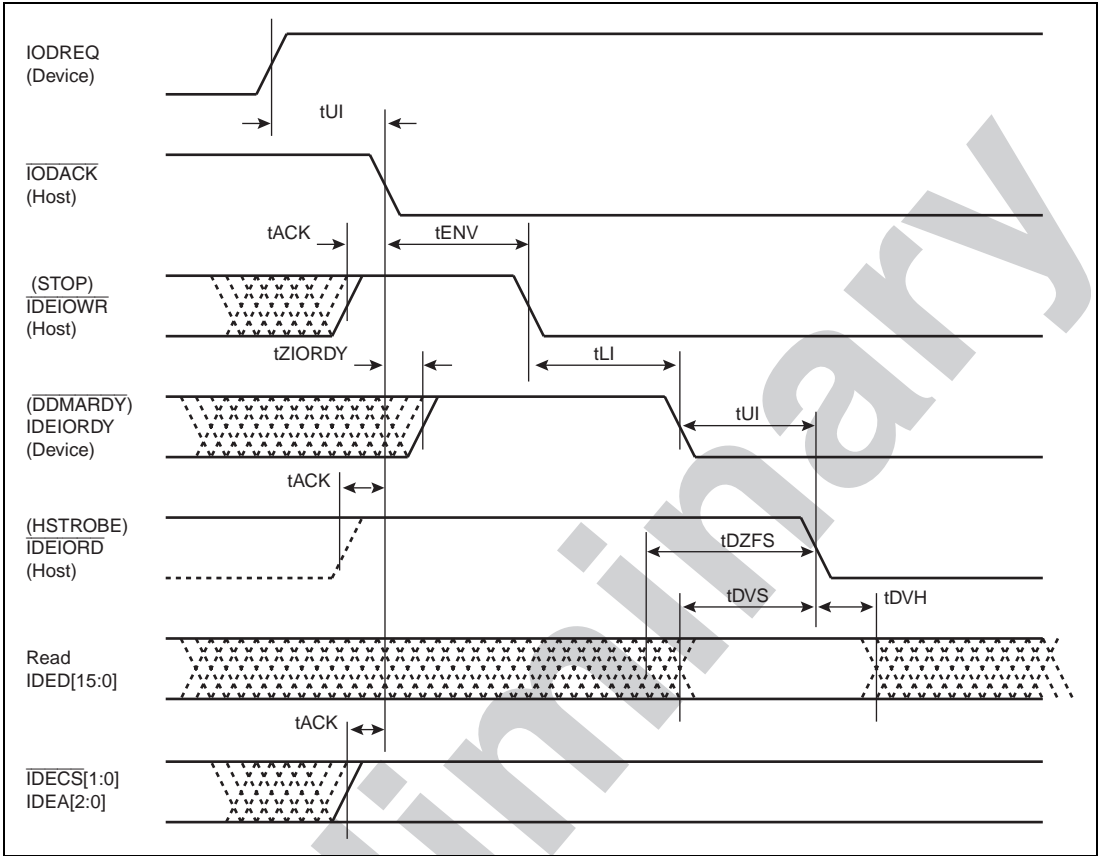 IODREQ
(Device)
tUI
IODACK
(Host)
tACK
tENV
(STOP)
IDEIOWR
(Host)
tZIORDY
tLI
(DDMARDY)
IDEIORDY
(Device)
tUI
tACK
(HSTROBE)
IDEIORD
(Host)
tDZFS
tDVS
tDVH
Read
IDED[15:0]
tACK
IDECS[1:0]
IDEA[2:0]